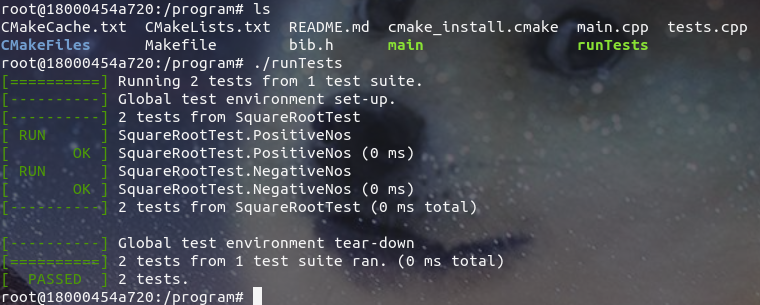 root@18000454a720:/program# ls
CMakeCache.txt  CMakeLists.txt  README.md  cmake_install.cmake  main.cpp  tests.cpp
CMakeFiles      Makefile        bib.h      main                 runTests
root@18000454a720:/program# ./runTests
[==========] Running 2 tests from 1 test suite.
[----------] Global test environment set-up.
[----------] 2 tests from SquareRootTest
[ RUN      ] SquareRootTest.PositiveNos
[       OK ] SquareRootTest.PositiveNos (0 ms)
[ RUN      ] SquareRootTest.NegativeNos
[       OK ] SquareRootTest.NegativeNos (0 ms)
[----------] 2 tests from SquareRootTest (0 ms total)

[----------] Global test environment tear-down
[==========] 2 tests from 1 test suite ran. (0 ms total)
[  PASSED  ] 2 tests.
root@18000454a720:/program#